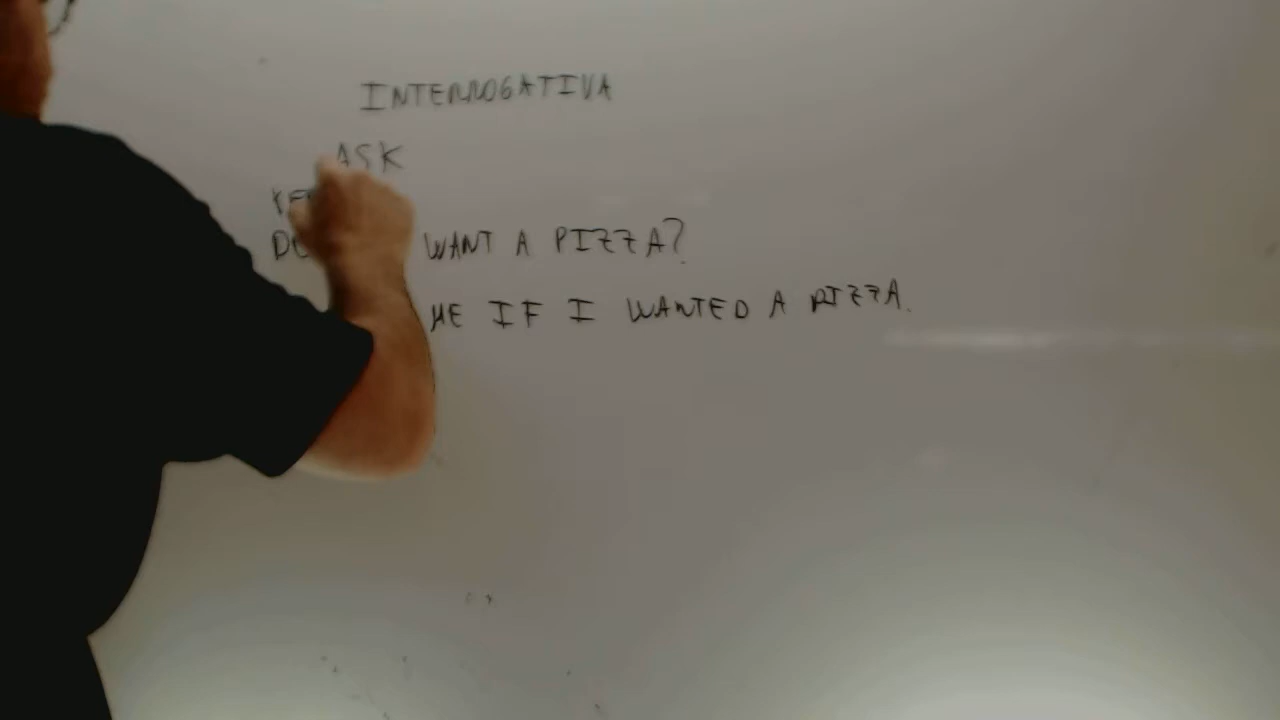 INTERROGATIVA
ASK
WANT A PIZZA?
ME IF I WANTED A PIZZA.